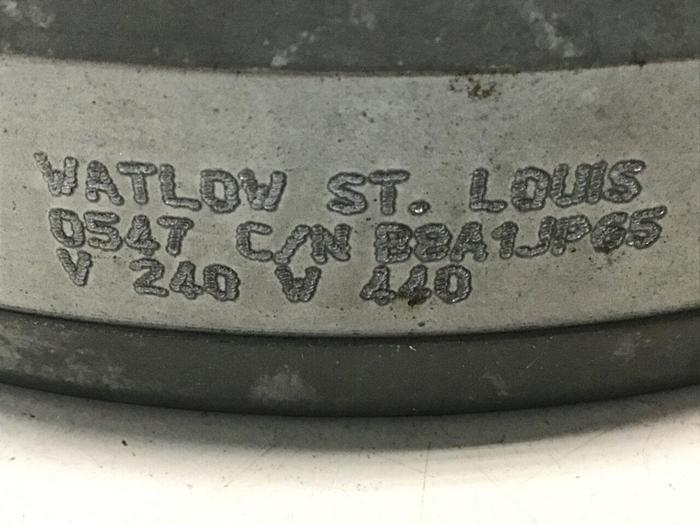 WATLOW ST. LOUIS
0547 C/N B8A1JP65
V 240 W 440